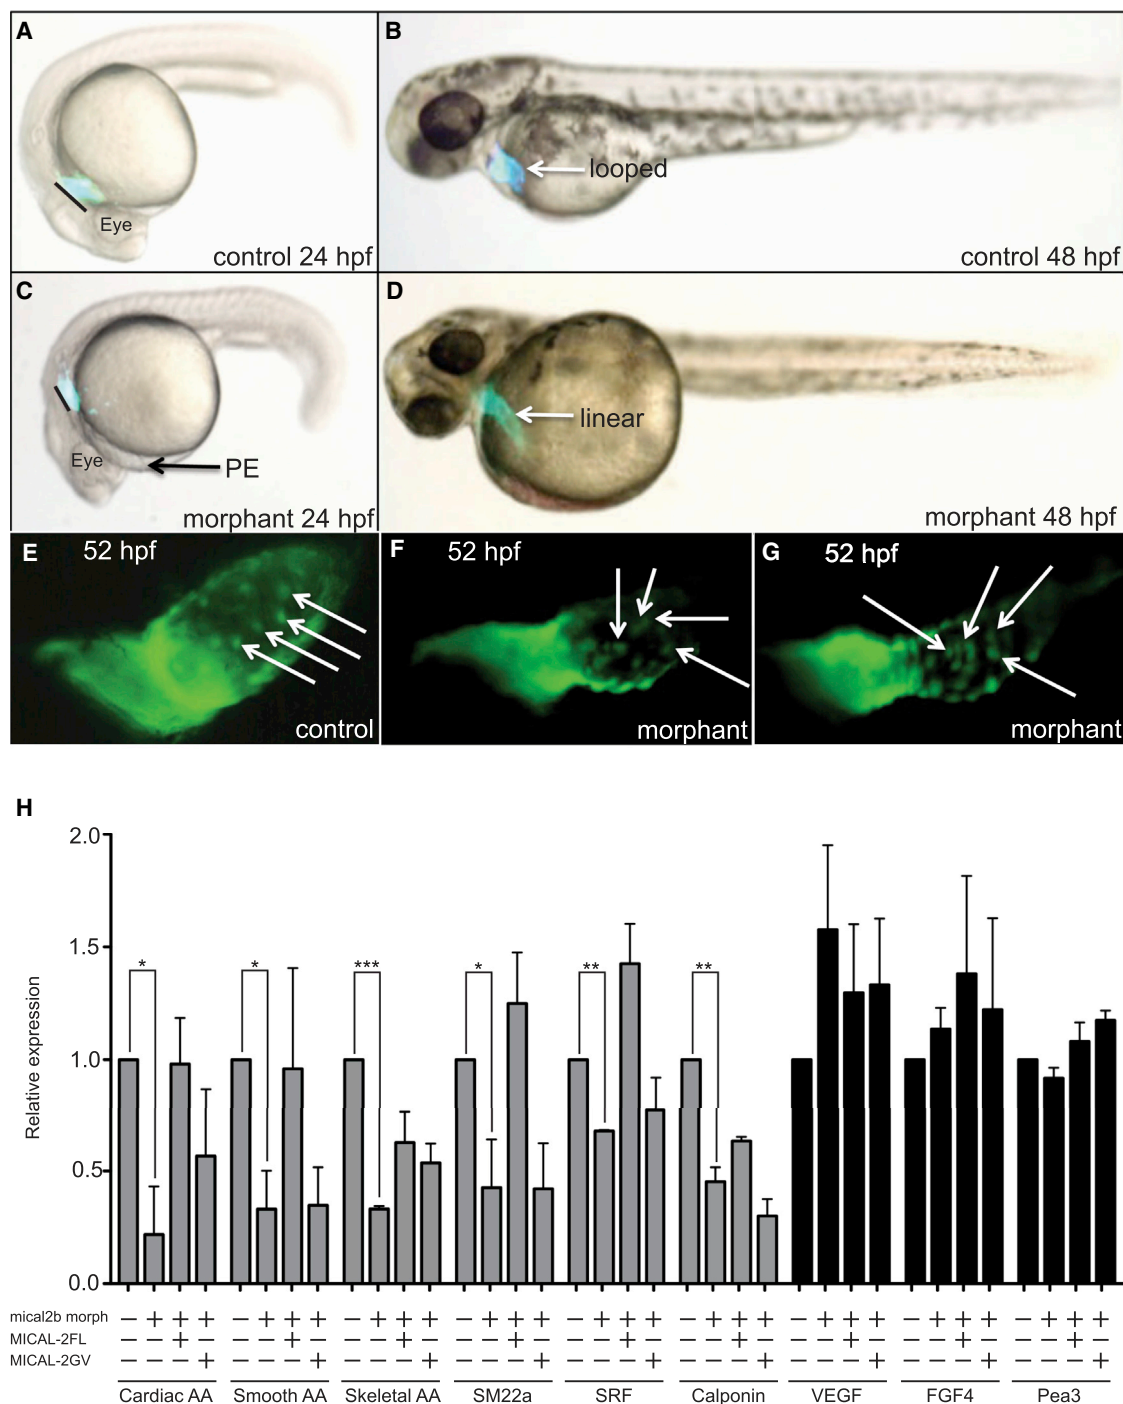 A
Eye
control 24 hpf
B
looped
control 48 hpf
C
Eye
PE
morphant 24 hpf
D
linear
morphant 48 hpf
E
52 hpf
control
F
52 hpf
morphant
G
52 hpf
morphant
H
Relative expression
2.0
1.5
1.0
0.5
0.0
* * *** * ** **
mical2b morph − + + + − + + + − + + + − + + + − + + + − + + + − + + + − + + + − + + +
MICAL-2FL − − + − − − + − − − + − − − + − − − + − − − + − − − + − − − + − − − + −
MICAL-2GV − − − + − − − + − − − + − − − + − − − + − − − + − − − + − − − + − − − +
Cardiac AA Smooth AA Skeletal AA SM22a SRF Calponin VEGF FGF4 Pea3